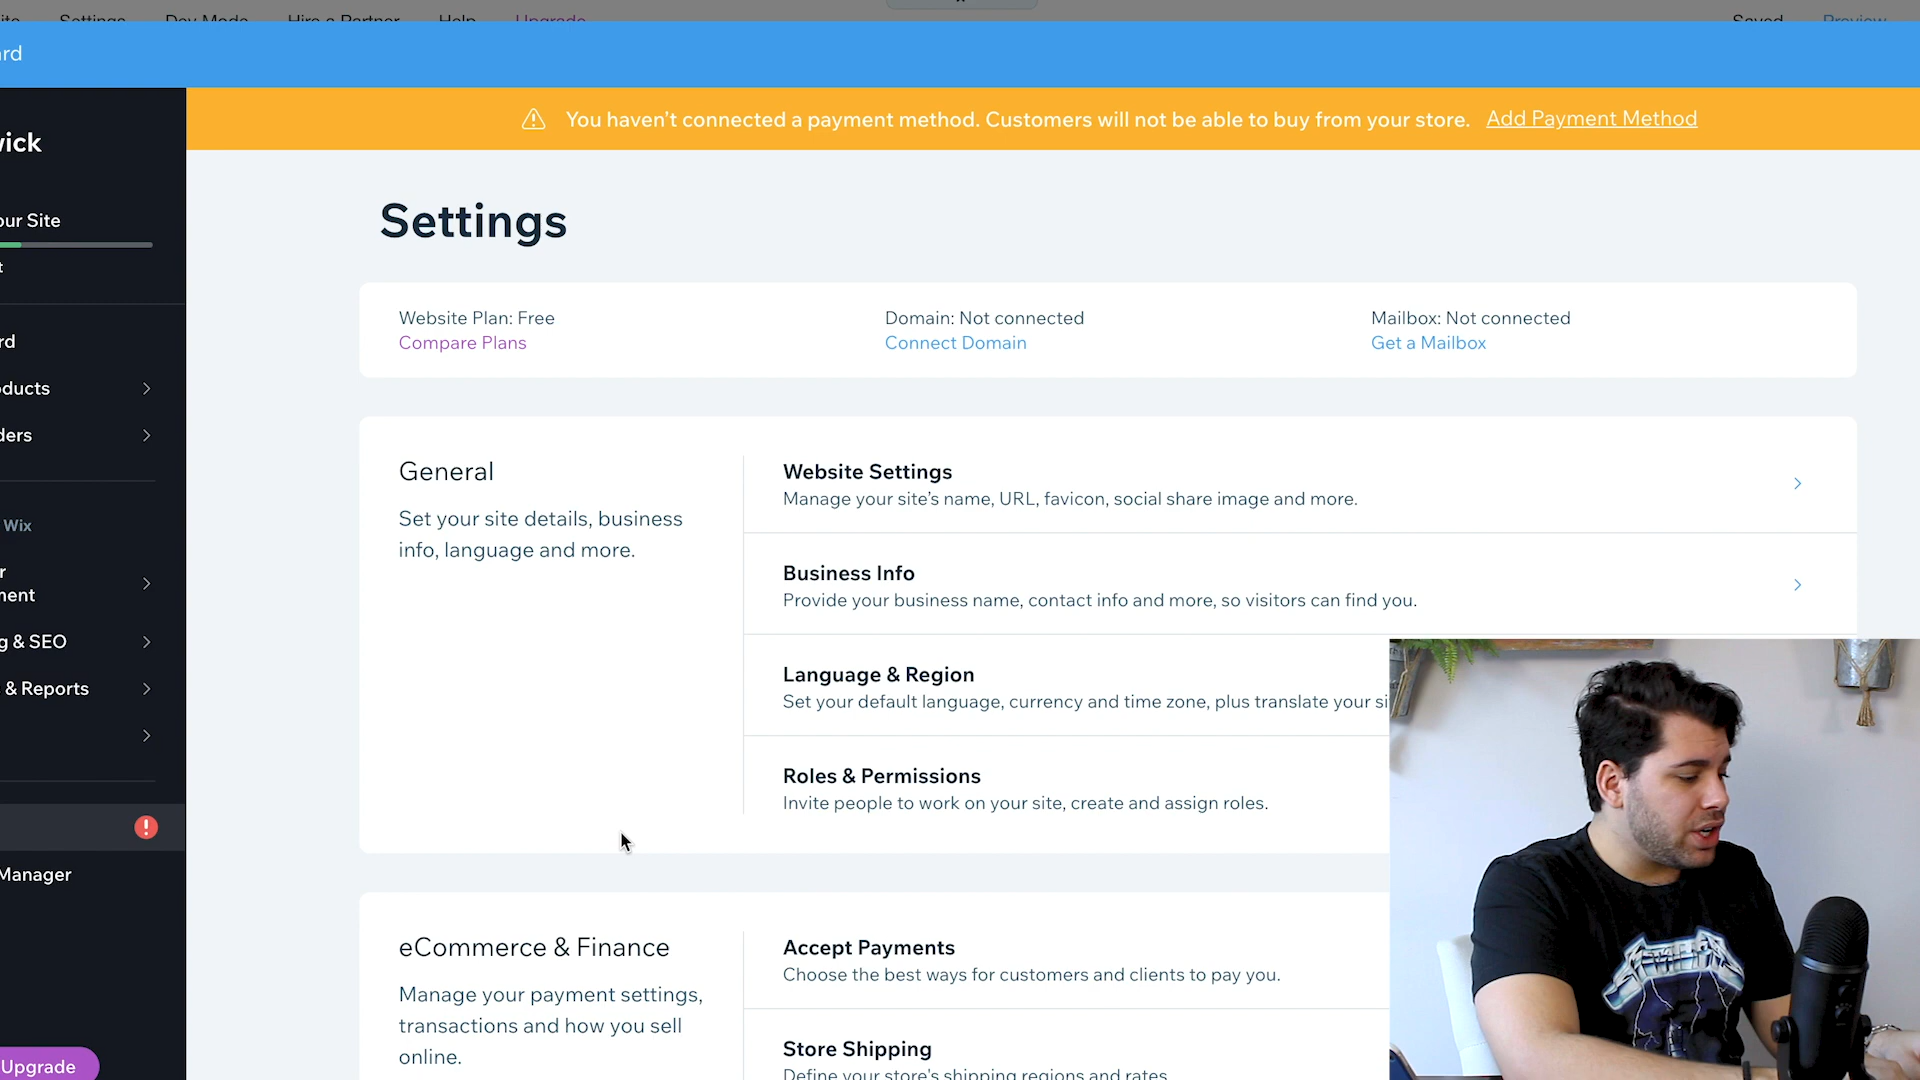 Settings Dev Mode Hire a Partner Help Upgrade Saved Preview
rd
vick
our Site
t
rd
ducts
ders
Wix
r
nent
g & SEO
& Reports
Manager
Upgrade
You haven't connected a payment method. Customers will not be able to buy from your store. Add Payment Method
Settings
Website Plan: Free
Compare Plans
Domain: Not connected
Connect Domain
Mailbox: Not connected
Get a Mailbox
General
Set your site details, business
info, language and more.
Website Settings
Manage your site's name, URL, favicon, social share image and more.
Business Info
Provide your business name, contact info and more, so visitors can find you.
Language & Region
Set your default language, currency and time zone, plus translate your si
Roles & Permissions
Invite people to work on your site, create and assign roles.
eCommerce & Finance
Manage your payment settings,
transactions and how you sell
online.
Accept Payments
Choose the best ways for customers and clients to pay you.
Store Shipping
Define your store's shipping regions and rates